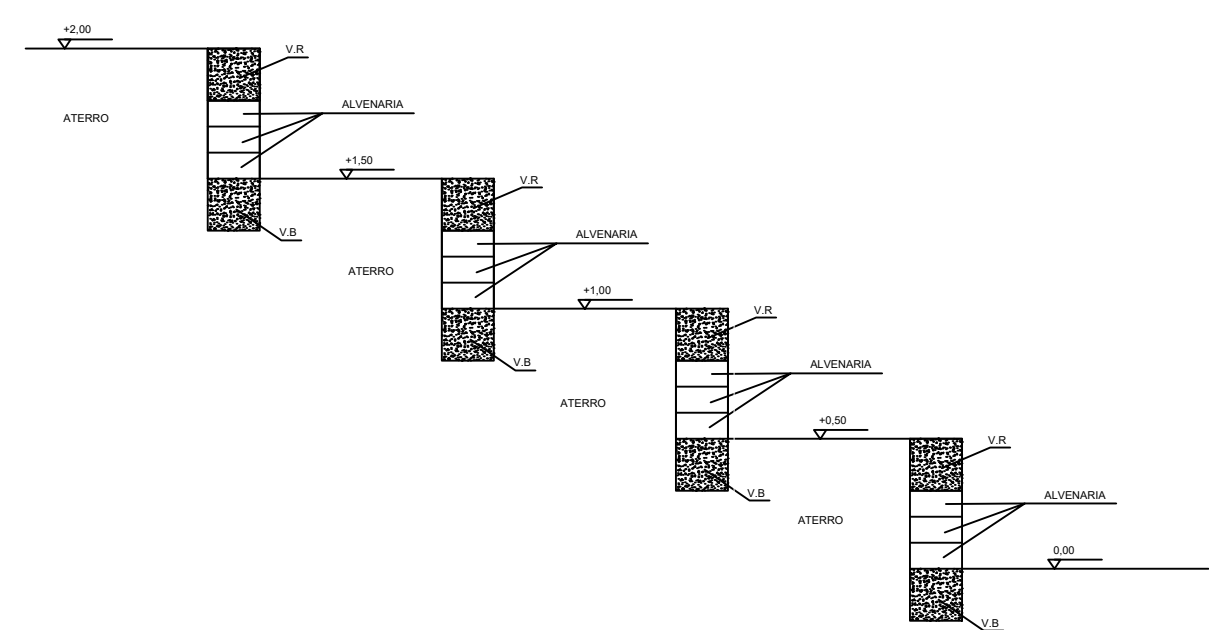 +2,00
V.R
ALVENARIA
ATERRO
+1,50
V.R
V.B
ALVENARIA
ATERRO
+1,00
V.R
V.B
ALVENARIA
ATERRO
+0,50
V.R
V.B
ALVENARIA
ATERRO
0,00
V.B